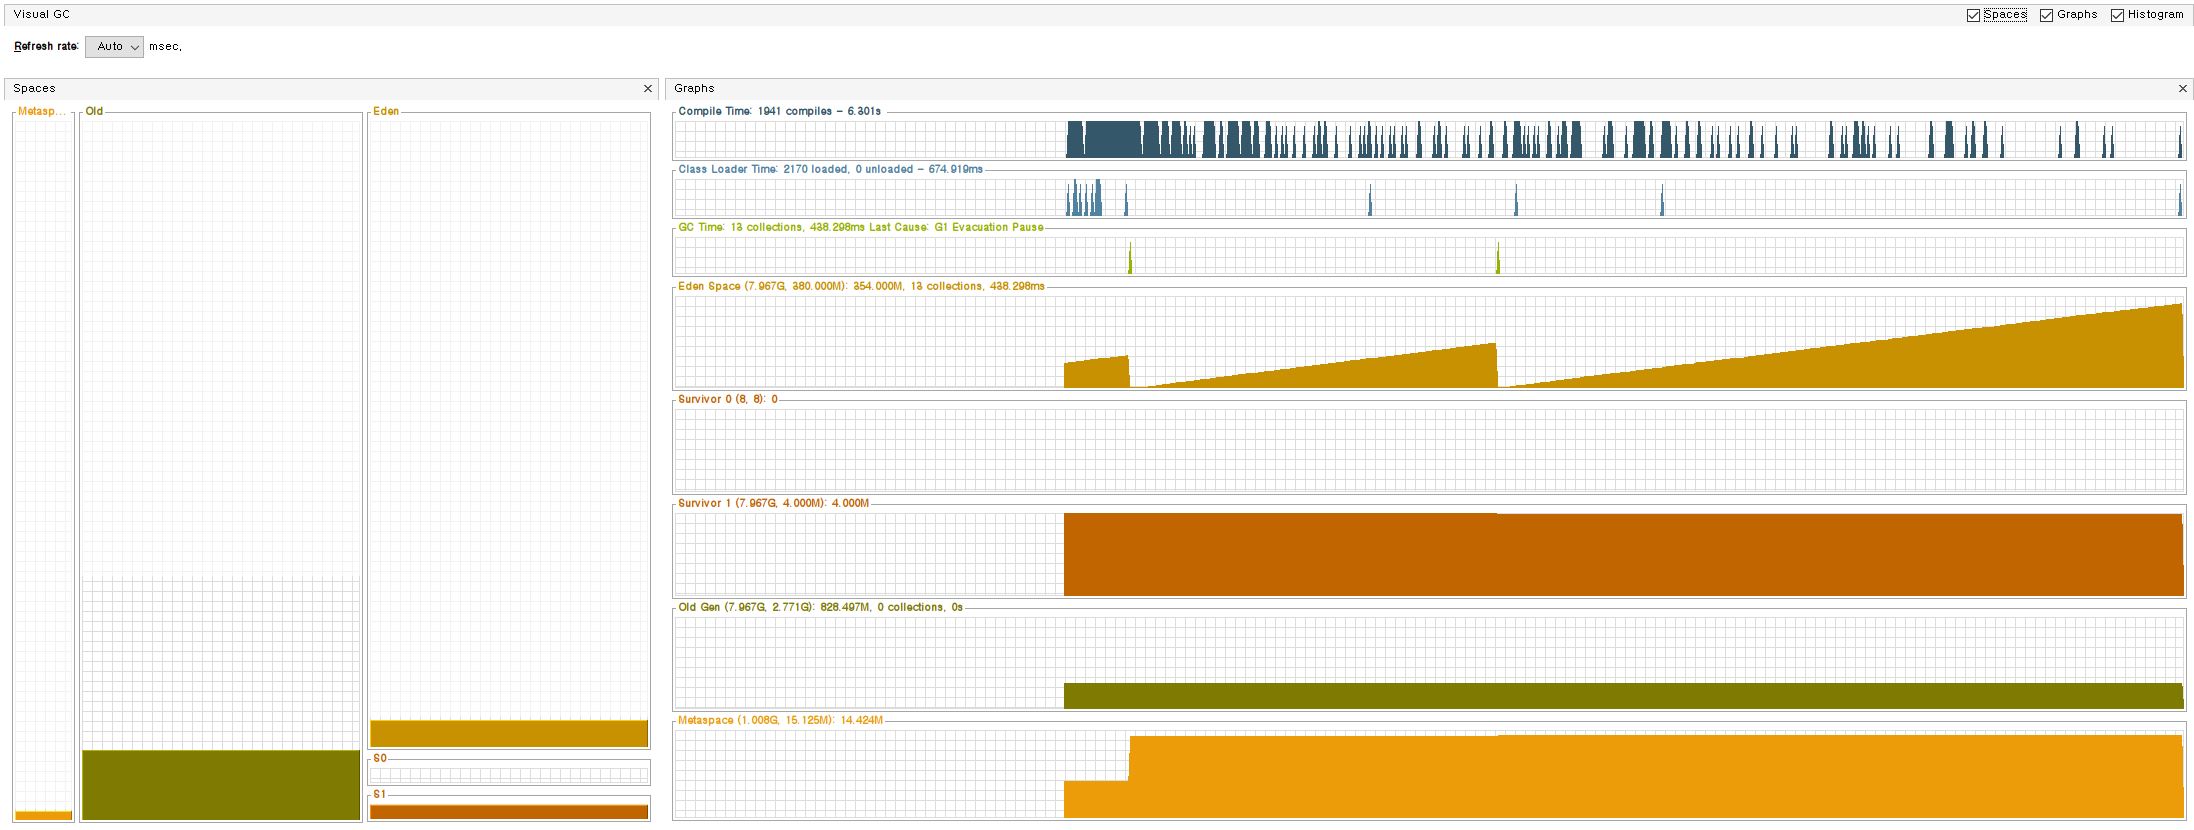 Visual GC
Spaces Graphs Histogram
Refresh rate: Auto msec.
Spaces
Metasp...
Old
Eden
S0
S1
Graphs
Compile Time: 1941 compiles - 6.301s
Class Loader Time: 2170 loaded, 0 unloaded - 674.919ms
GC Time: 13 collections, 438.298ms Last Cause: G1 Evacuation Pause
Eden Space (7.967G, 380.000M): 354.000M, 13 collections, 438.298ms
Survivor 0 (8, 8): 0
Survivor 1 (7.967G, 4.000M): 4.000M
Old Gen (7.967G, 2.771G): 828.497M, 0 collections, 0s
Metaspace (1.008G, 15.125M): 14.424M